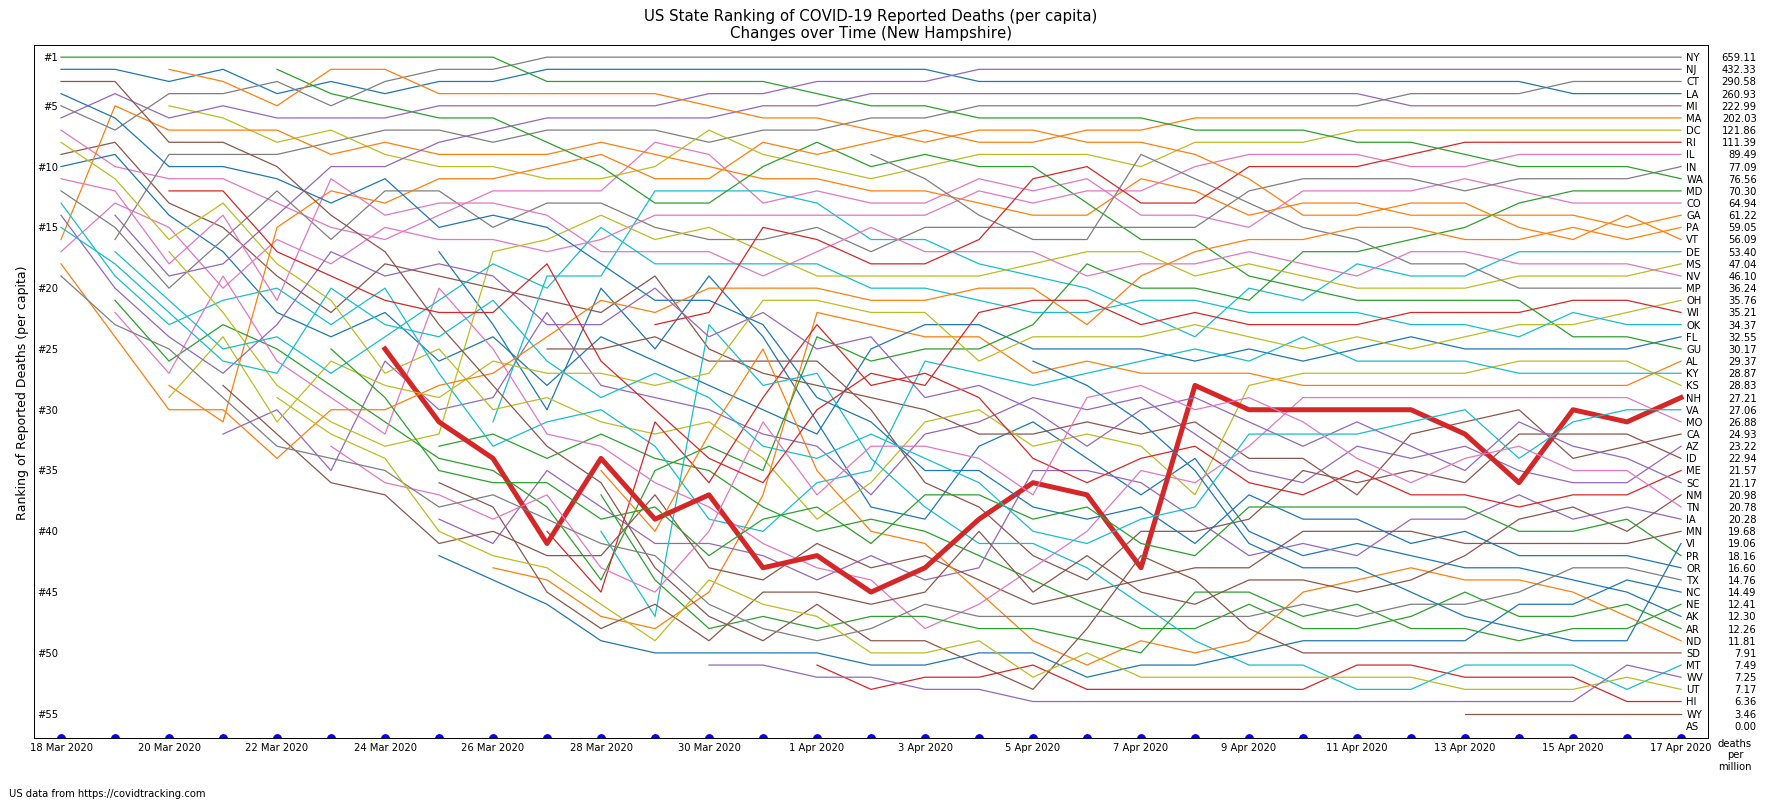 US State Ranking of COVID-19 Reported Deaths (per capita)
Changes over Time (New Hampshire)
Ranking of Reported Deaths (per capita)
#1
#5
#10
#15
#20
#25
#30
#35
#40
#45
#50
#55
NY 659.11
NJ 432.33
CT 290.58
LA 260.93
MI 222.99
MA 202.03
DC 121.86
RI 111.39
IL 89.49
IN 77.09
WA 76.56
MD 70.30
CO 64.94
GA 61.22
PA 59.05
VT 56.09
DE 53.40
MS 47.04
NV 46.10
MP 36.24
OH 35.76
WI 35.21
OK 34.37
FL 32.55
GU 30.17
AL 29.37
KY 28.87
KS 28.83
NH 27.21
VA 27.06
MO 26.88
CA 24.93
AZ 23.22
ID 22.94
ME 21.57
SC 21.17
NM 20.98
TN 20.78
IA 20.28
MN 19.68
VI 19.06
PR 18.16
OR 16.60
TX 14.76
NC 14.49
NE 12.41
AK 12.30
AR 12.26
ND 11.81
SD 7.91
MT 7.49
WV 7.25
UT 7.17
HI 6.36
WY 3.46
AS 0.00
18 Mar 2020 20 Mar 2020 22 Mar 2020 24 Mar 2020 26 Mar 2020 28 Mar 2020 30 Mar 2020 1 Apr 2020 3 Apr 2020 5 Apr 2020 7 Apr 2020 9 Apr 2020 11 Apr 2020 13 Apr 2020 15 Apr 2020 17 Apr 2020
deaths
per
million
US data from https://covidtracking.com